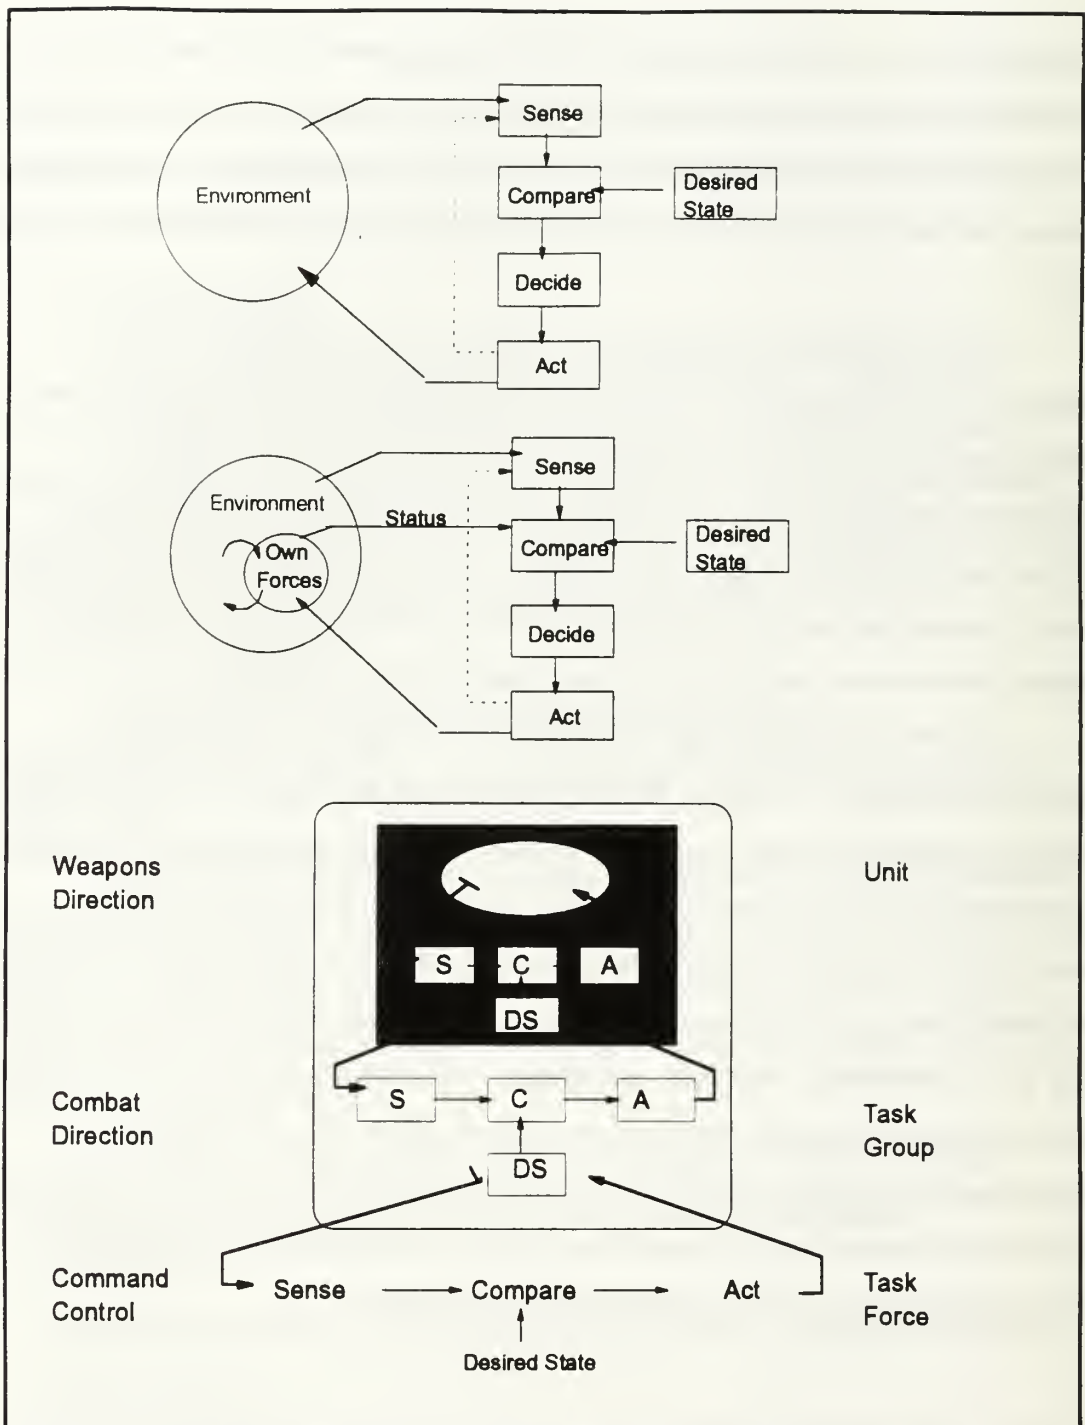 Sense
Environment
Compare
Desired
State
Decide
Act
Sense
Environment
Status
Own
Forces
Compare
Desired
State
Decide
Act
Weapons
Direction
Unit
S
C
A
DS
Combat
Direction
S
C
A
Task
Group
DS
Command
Control
Sense
Compare
Act
Task
Force
Desired State